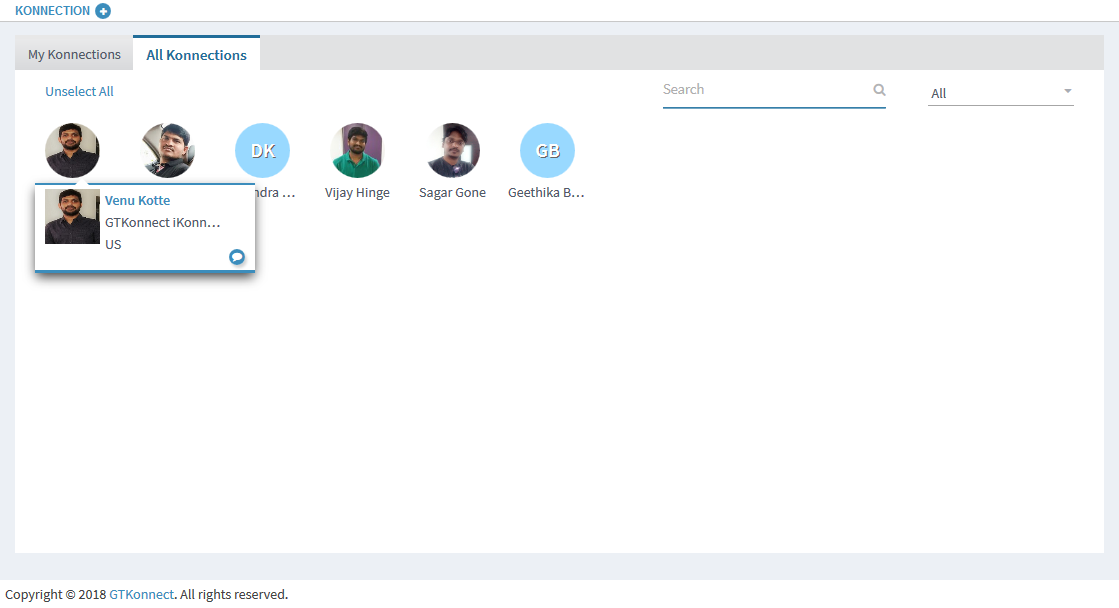 KONNECTION
My Konnections
All Konnections
Unselect All
Search
All
DK
GB
ndra ...
Vijay Hinge
Sagar Gone
Geethika B...
Venu Kotte
GTKonnect iKonn...
US
Copyright © 2018 GTKonnect. All rights reserved.